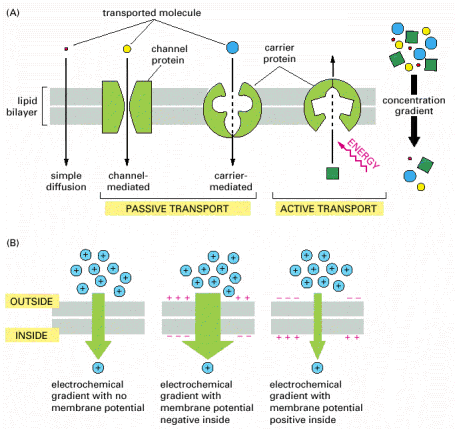 (A)
transported molecule
channel
protein
carrier
protein
lipid
bilayer
concentration
gradient
ENERGY
simple
diffusion
channel-
mediated
carrier-
mediated
PASSIVE TRANSPORT
ACTIVE TRANSPORT
(B)
+ + + + + + + + +
+ + + + + + + + +
+ + + + + + + + +
OUTSIDE
+ + + + +
– – – – –
INSIDE
– – – – –
+ + + + + +
+ + +
electrochemical
gradient with no
membrane potential
electrochemical
gradient with
membrane potential
negative inside
electrochemical
gradient with
membrane potential
positive inside